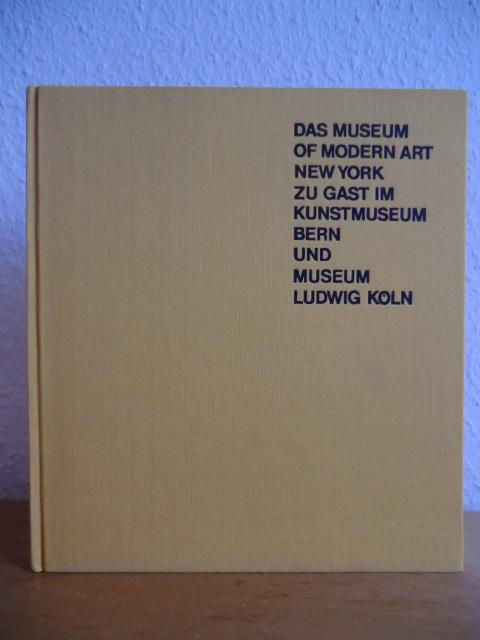 DAS MUSEUM
OF MODERN ART
NEW YORK
ZU GAST IM
KUNSTMUSEUM
BERN
UND
MUSEUM
LUDWIG KÖLN